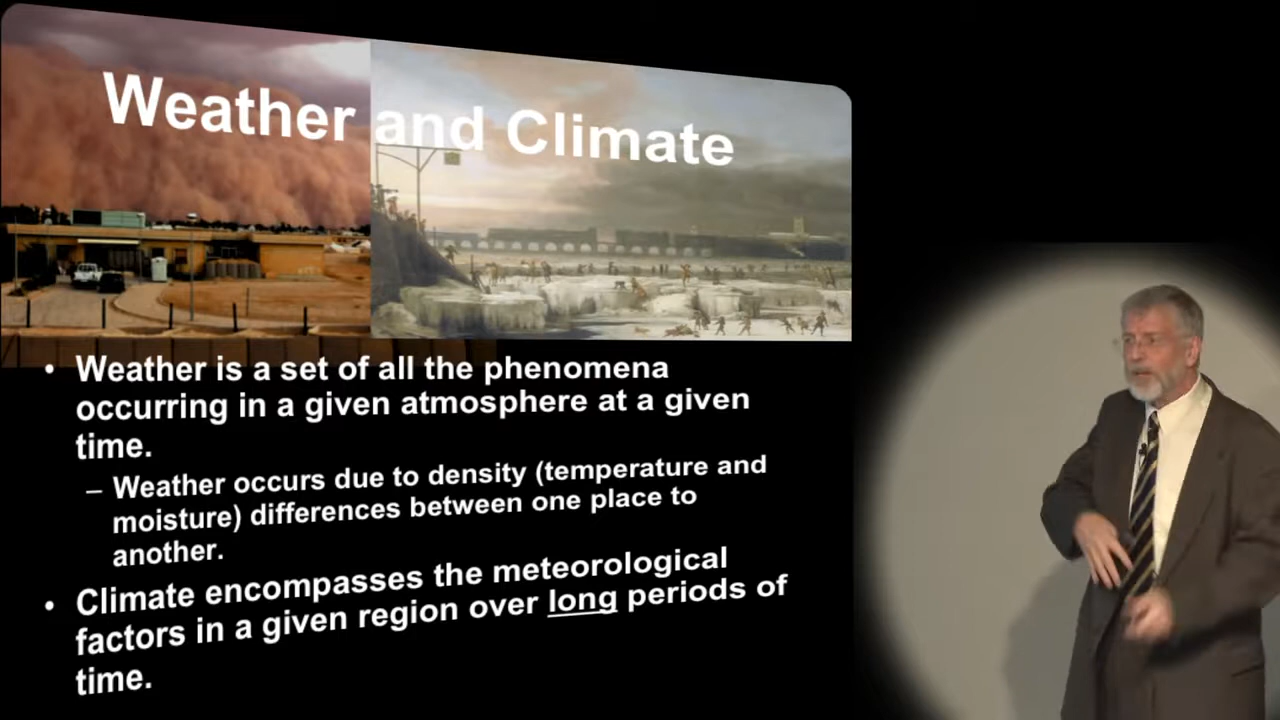 Weather and Climate
• Weather is a set of all the phenomena
occurring in a given atmosphere at a given
time.
– Weather occurs due to density (temperature and
moisture) differences between one place to
another.
• Climate encompasses the meteorological
factors in a given region over long periods of
time.